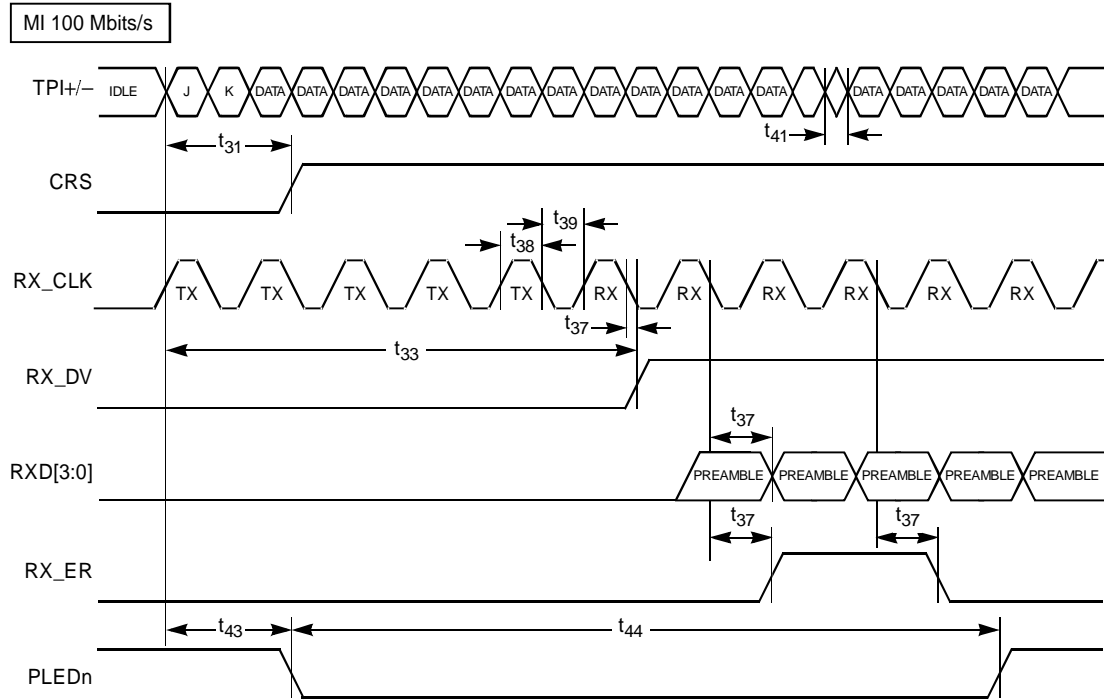 MI 100 Mbits/s
TPI+/– IDLE J K DATA DATA DATA DATA DATA DATA DATA DATA DATA DATA DATA DATA DATA DATA DATA DATA DATA DATA
t31 t41
CRS
t39
t38
RX_CLK TX TX TX TX TX RX RX RX RX RX RX
t37
t33
RX_DV
t37
RXD[3:0] PREAMBLE PREAMBLE PREAMBLE PREAMBLE PREAMBLE
t37 t37
RX_ER
t43 t44
PLEDn